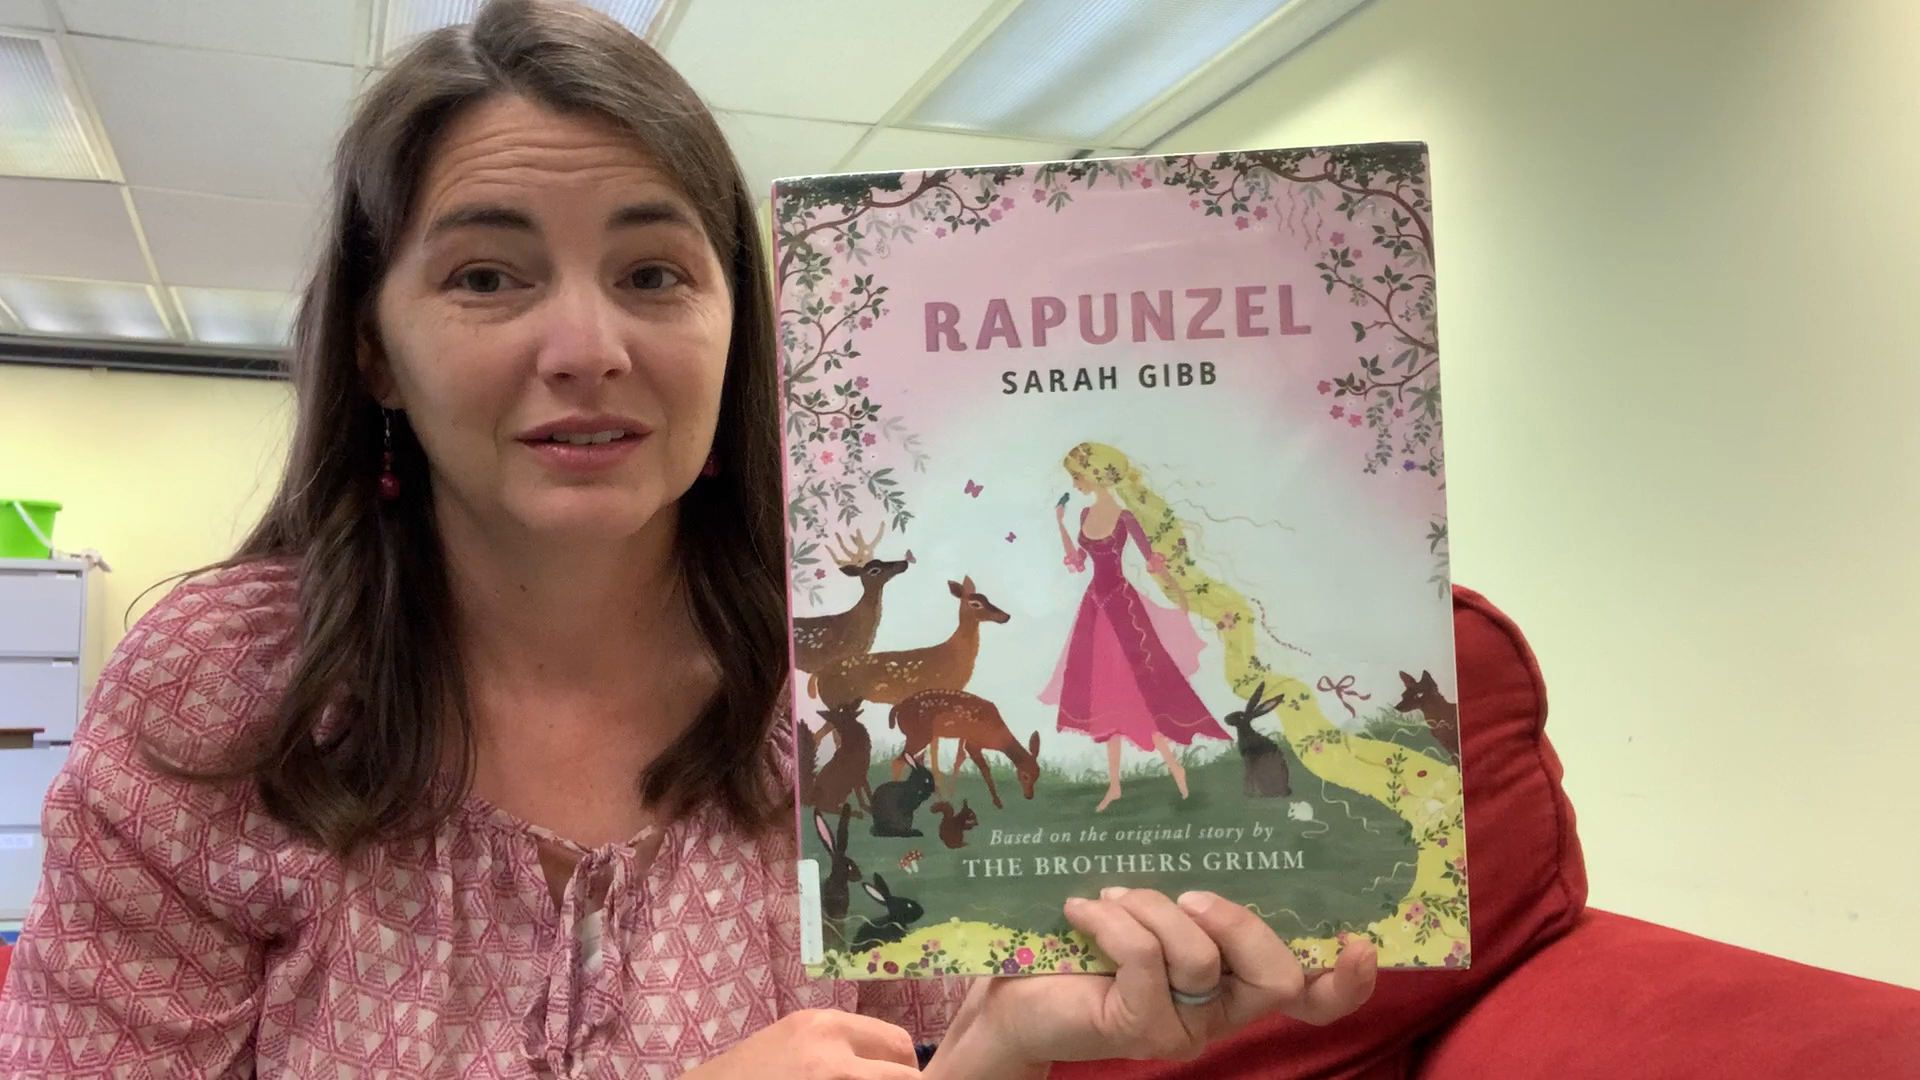 RAPUNZEL
SARAH GIBB
Based on the original story by
THE BROTHERS GRIMM